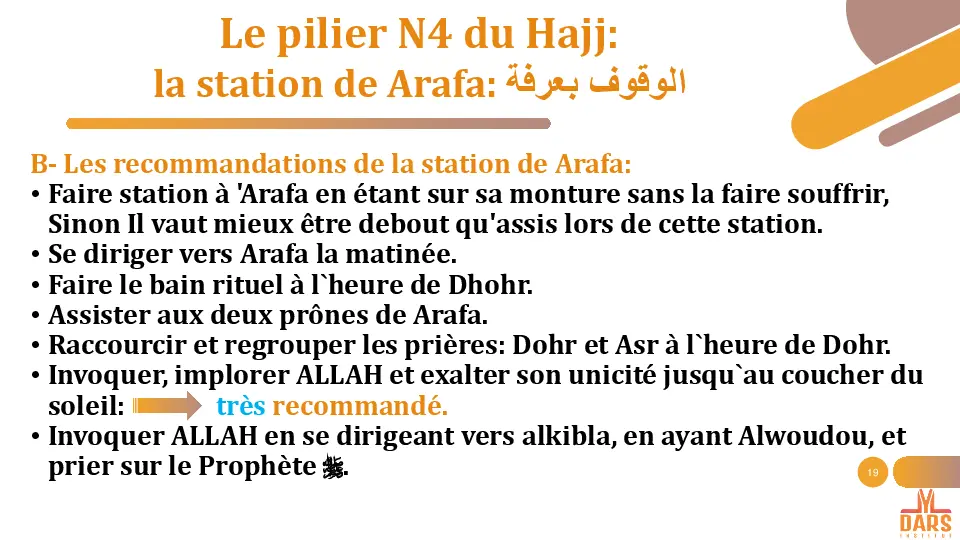 Le pilier N4 du Hajj:
la station de Arafa: الوقوف بعرفة
B- Les recommandations de la station de Arafa:
• Faire station à 'Arafa en étant sur sa monture sans la faire souffrir,
Sinon Il vaut mieux être debout qu'assis lors de cette station.
• Se diriger vers Arafa la matinée.
• Faire le bain rituel à l`heure de Dhohr.
• Assister aux deux prônes de Arafa.
• Raccourcir et regrouper les prières: Dohr et Asr à l`heure de Dohr.
• Invoquer, implorer ALLAH et exalter son unicité jusqu`au coucher du
soleil: très recommandé.
• Invoquer ALLAH en se dirigeant vers alkibla, en ayant Alwoudou, et
prier sur le Prophète ﷺ.
19
DARS
INSTITUT